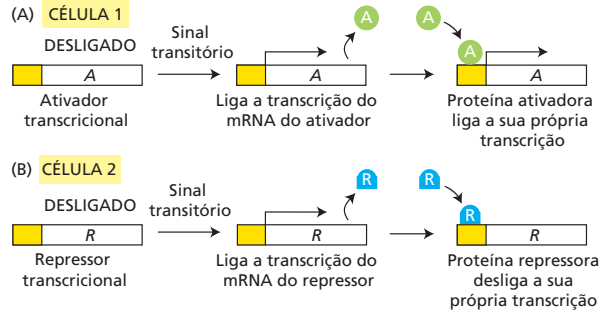 (A) CÉLULA 1
DESLIGADO
Sinal
transitório
A
A
A
A
A
A
Ativador
transcricional
Liga a transcrição do
mRNA do ativador
Proteína ativadora
liga a sua própria
transcrição
(B) CÉLULA 2
DESLIGADO
Sinal
transitório
R
R
R
R
R
R
Repressor
transcricional
Liga a transcrição do
mRNA do repressor
Proteína repressora
desliga a sua
própria transcrição